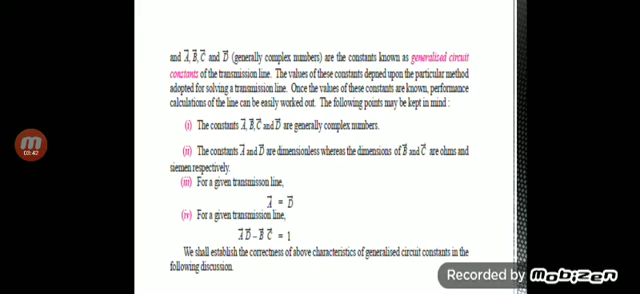 and A⃗, B⃗, C⃗ and D⃗ (generally complex numbers) are the constants known as generalised circuit
constants of the transmission line. The values of these constants depned upon the particular method
adopted for solving a transmission line. Once the values of these constants are known, performance
calculations of the line can be easily worked out. The following points may be kept in mind :
(i) The constants A⃗, B⃗, C⃗ and D⃗ are generally complex numbers.
(ii) The constants A⃗ and D⃗ are dimensionless whereas the dimensions of B⃗ and C⃗ are ohms and
siemen respectively.
(iii) For a given transmisson line,
A⃗ = D⃗
(iv) For a given transmission line,
A⃗ D⃗ – B⃗ C⃗ = 1
We shall establish the correctness of above characteristics of generalised circuit constants in the
following discussion.
m
03:42
Recorded by mobizen